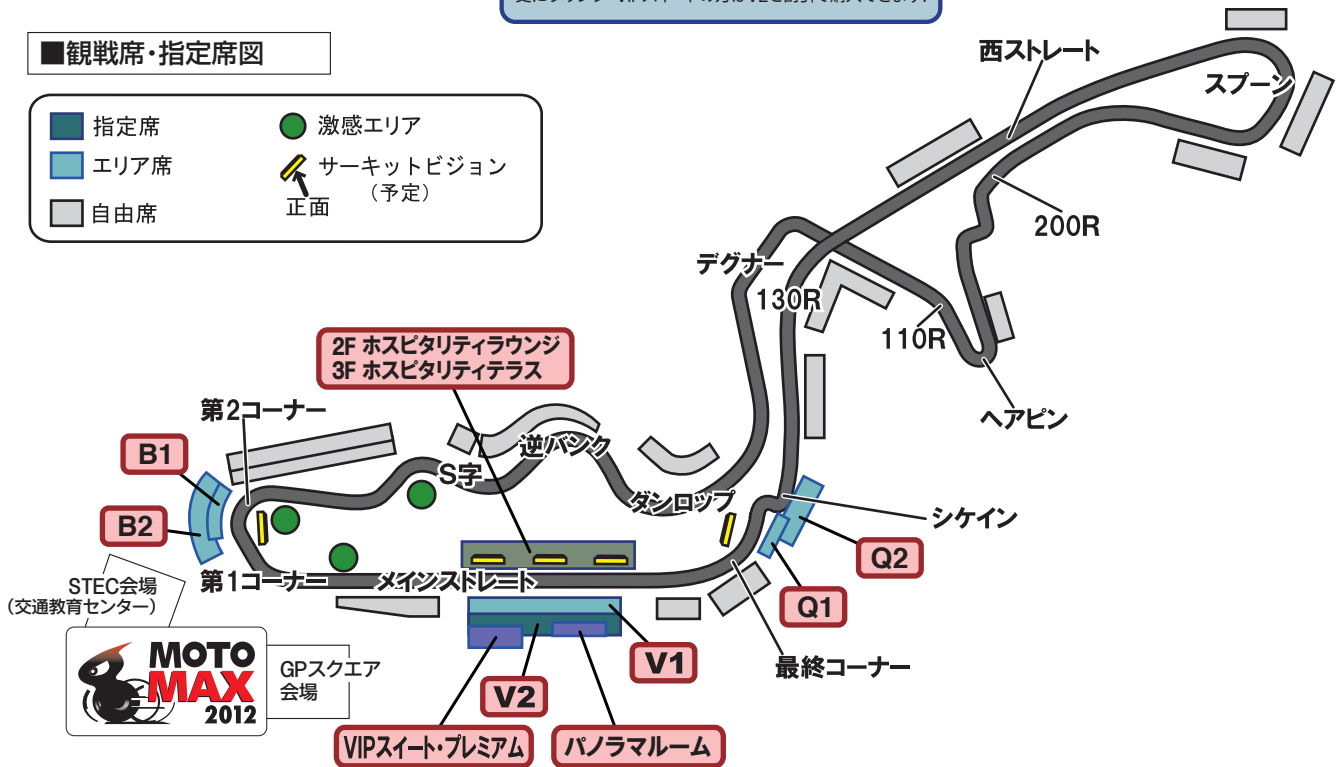 ■観戦席・指定席図
指定席
エリア席
自由席
激感エリア
サーキットビジョン
（予定）
正面
西ストレート
スプーン
200R
デグナー
130R
110R
ヘアピン
2F ホスピタリティラウンジ
3F ホスピタリティテラス
第2コーナー
逆バンク
S字
B1
B2
ダンロップ
シケイン
Q2
Q1
第1コーナー
メインストレート
STEC会場
（交通教育センター）
MOTO
MAX
2012
GPスクエア
会場
V1
V2
最終コーナー
VIPスイート・プレミアム
パノラマルーム